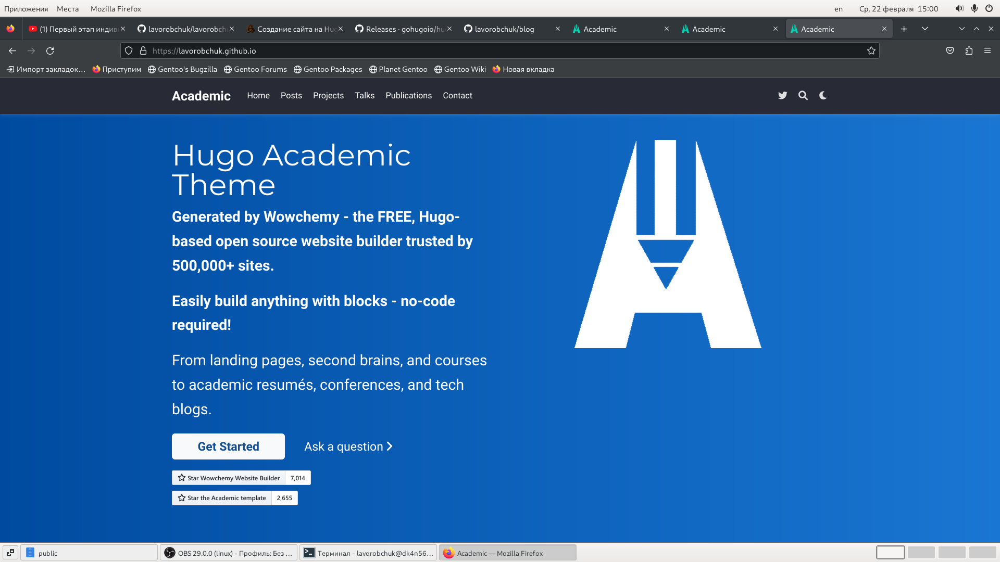 Приложения Места Mozilla Firefox en Ср, 22 февраля 15:00
(1) Первый этап индив lavorobchuk/lavorobch Создание сайта на Hug Releases · gohugoio/hu lavorobchuk/blog Academic Academic Academic
https://lavorobchuk.github.io
Импорт закладок… Приступим Gentoo's Bugzilla Gentoo Forums Gentoo Packages Planet Gentoo Gentoo Wiki Новая вкладка
Academic Home Posts Projects Talks Publications Contact
Hugo Academic
Theme
Generated by Wowchemy - the FREE, Hugo-
based open source website builder trusted by
500,000+ sites.
Easily build anything with blocks - no-code
required!
From landing pages, second brains, and courses
to academic resumés, conferences, and tech
blogs.
Get Started Ask a question
Star Wowchemy Website Builder 7,014
Star the Academic template 2,655
public OBS 29.0.0 (linux) - Профиль: Без … Терминал - lavorobchuk@dk4n56… Academic — Mozilla Firefox